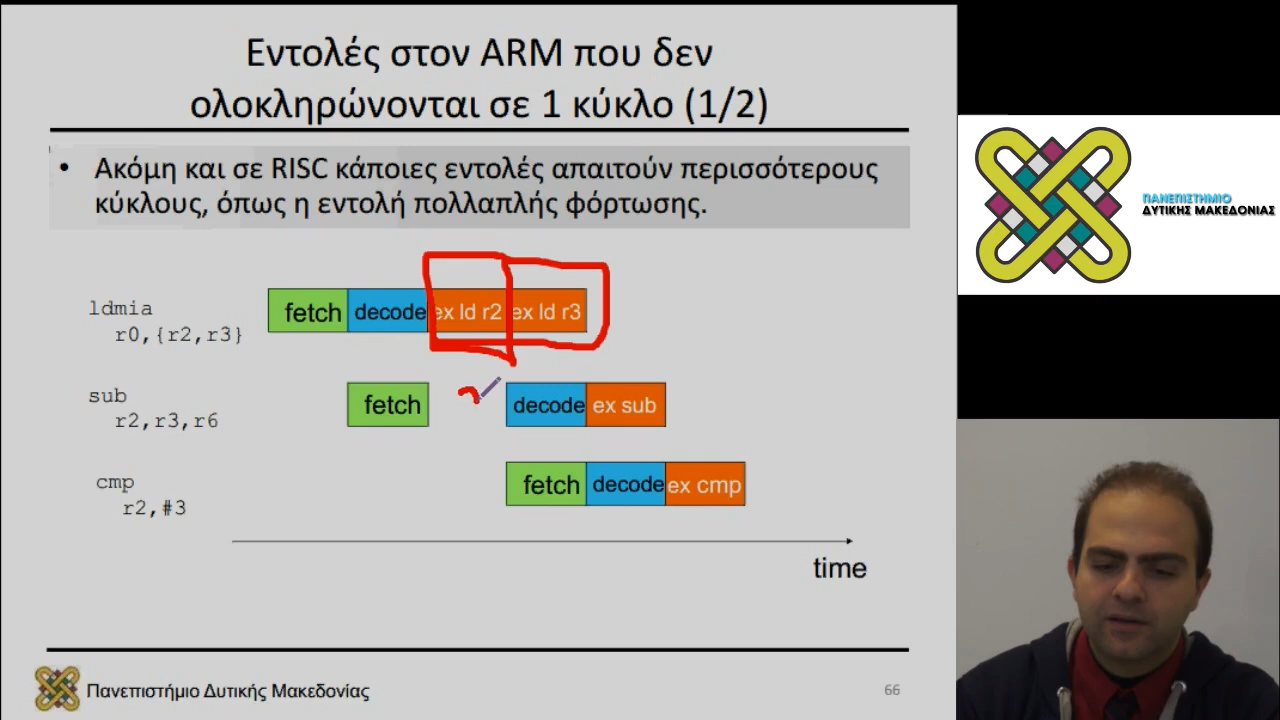 Εντολές στον ARM που δεν
ολοκληρώνονται σε 1 κύκλο (1/2)
• Ακόμη και σε RISC κάποιες εντολές απαιτούν περισσότερους
κύκλους, όπως η εντολή πολλαπλής φόρτωσης.
ldmia
r0,{r2,r3}
fetch decode ex ld r2 ex ld r3
sub
r2,r3,r6
fetch decode ex sub
cmp
r2,#3
fetch decode ex cmp
time
Πανεπιστήμιο Δυτικής Μακεδονίας
66
ΠΑΝΕΠΙΣΤΗΜΙΟ
ΔΥΤΙΚΗΣ ΜΑΚΕΔΟΝΙΑΣ